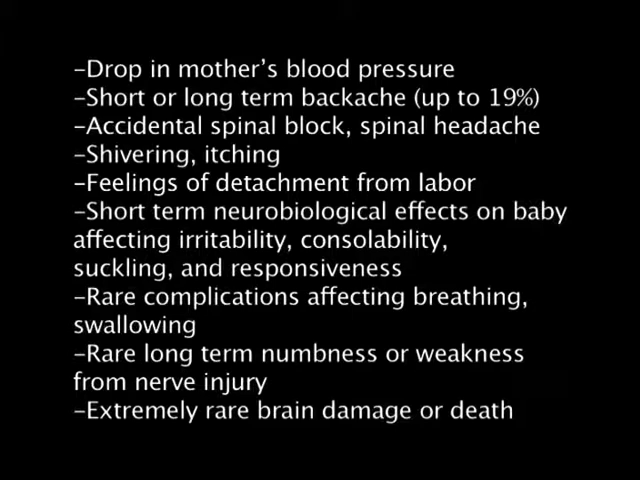 -Drop in mother's blood pressure
-Short or long term backache (up to 19%)
-Accidental spinal block, spinal headache
-Shivering, itching
-Feelings of detachment from labor
-Short term neurobiological effects on baby
affecting irritability, consolability,
suckling, and responsiveness
-Rare complications affecting breathing,
swallowing
-Rare long term numbness or weakness
from nerve injury
-Extremely rare brain damage or death